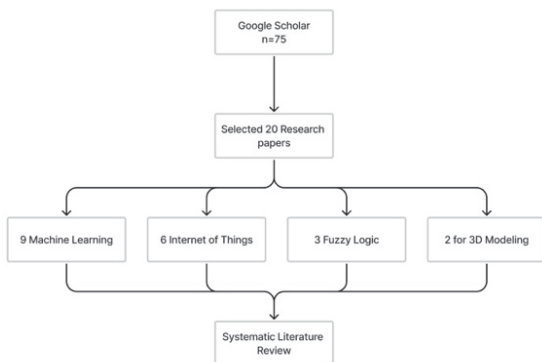 Google Scholar
n=75
Selected 20 Research
papers
9 Machine Learning
6 Internet of Things
3 Fuzzy Logic
2 for 3D Modeling
Systematic Literature
Review